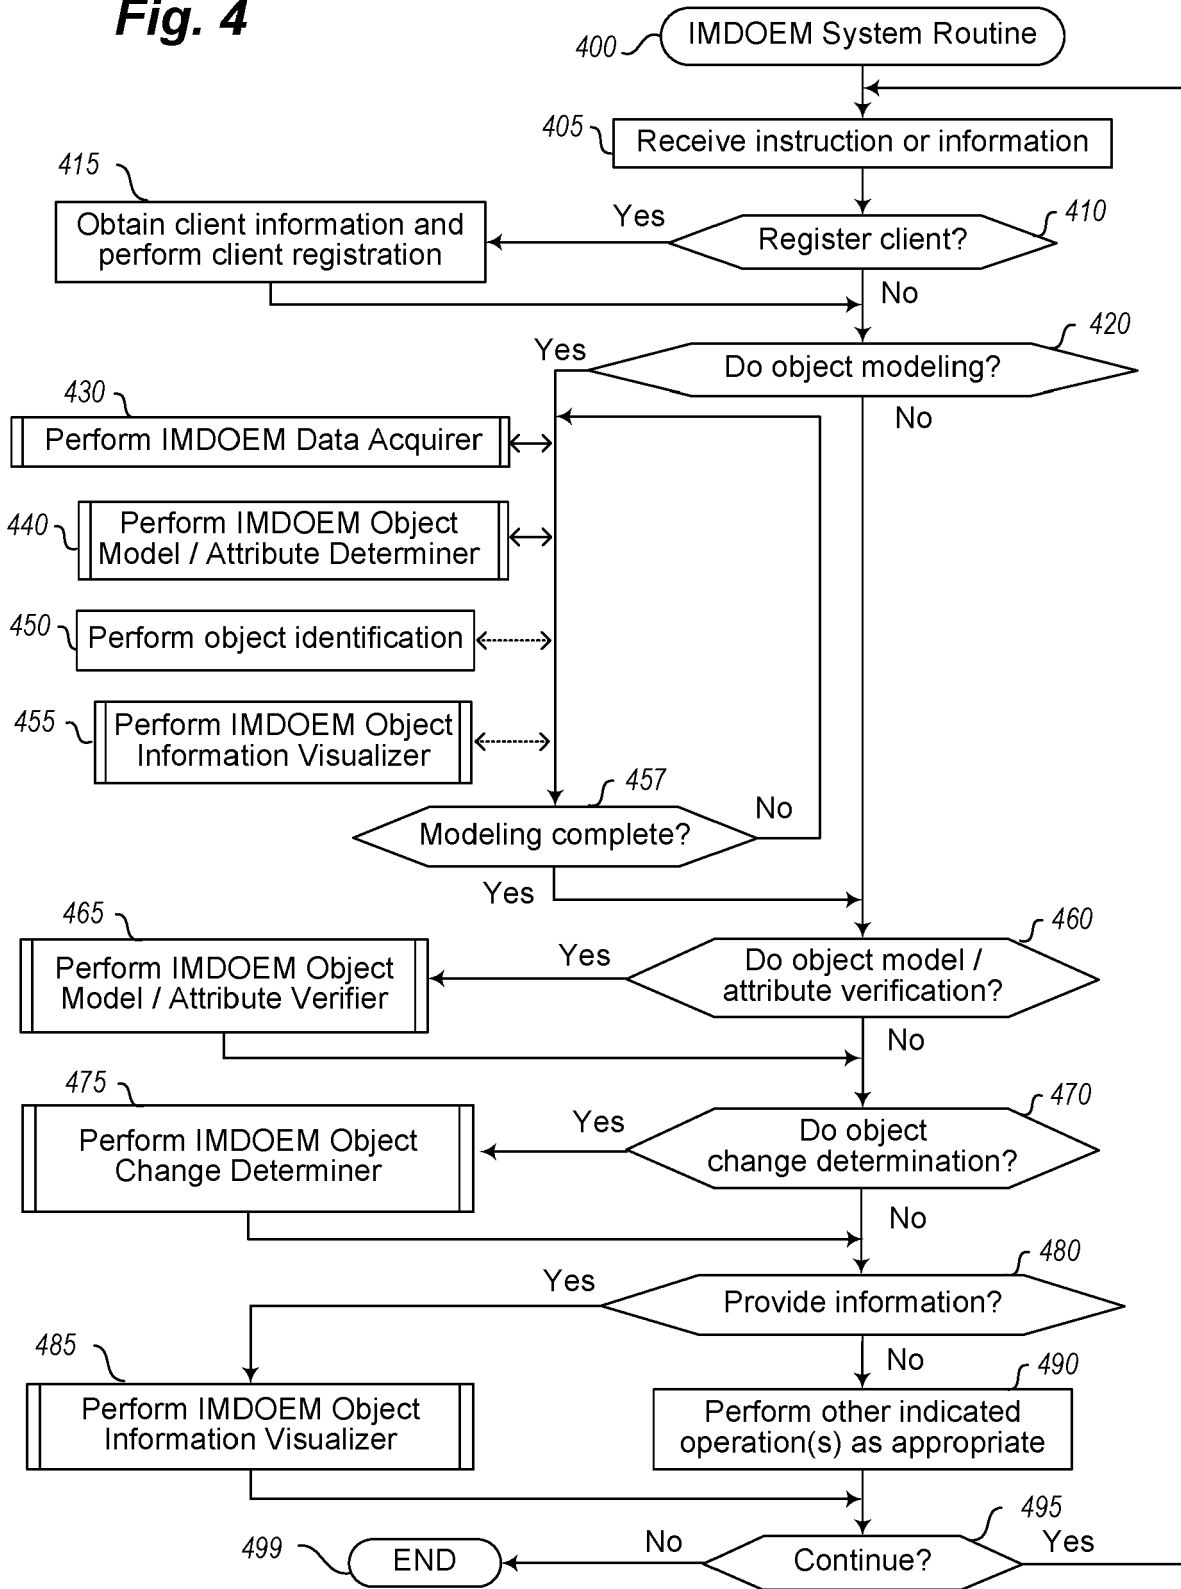 Fig. 4
400
IMDOEM System Routine
405
Receive instruction or information
415
Obtain client information and
perform client registration
Yes
410
Register client?
No
420
Yes
Do object modeling?
No
430
Perform IMDOEM Data Acquirer
440
Perform IMDOEM Object
Model / Attribute Determiner
450
Perform object identification
455
Perform IMDOEM Object
Information Visualizer
457
Modeling complete?
No
Yes
465
Perform IMDOEM Object
Model / Attribute Verifier
Yes
460
Do object model /
attribute verification?
No
475
Perform IMDOEM Object
Change Determiner
Yes
470
Do object
change determination?
No
480
Yes
Provide information?
No
485
Perform IMDOEM Object
Information Visualizer
490
Perform other indicated
operation(s) as appropriate
495
499
END
No
Continue?
Yes